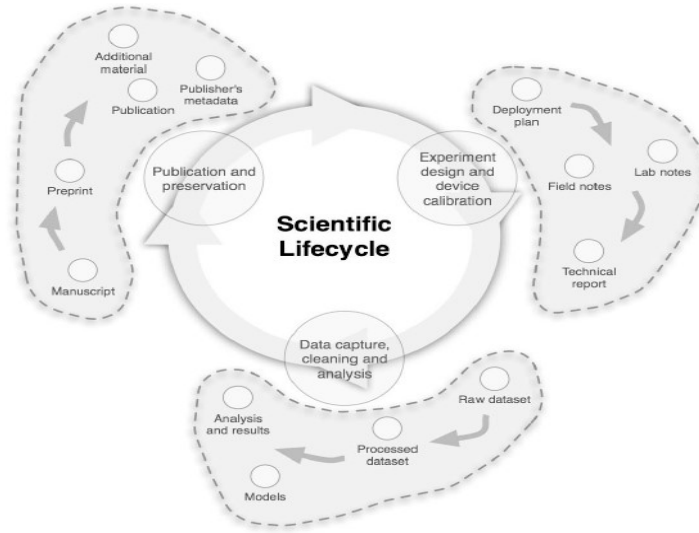 Additional
material
Publisher's
metadata
Publication
Preprint
Manuscript
Publication and
preservation
Scientific
Lifecycle
Experiment
design and
device
calibration
Deployment
plan
Lab notes
Field notes
Technical
report
Data capture,
cleaning and
analysis
Raw dataset
Processed
dataset
Analysis
and results
Models